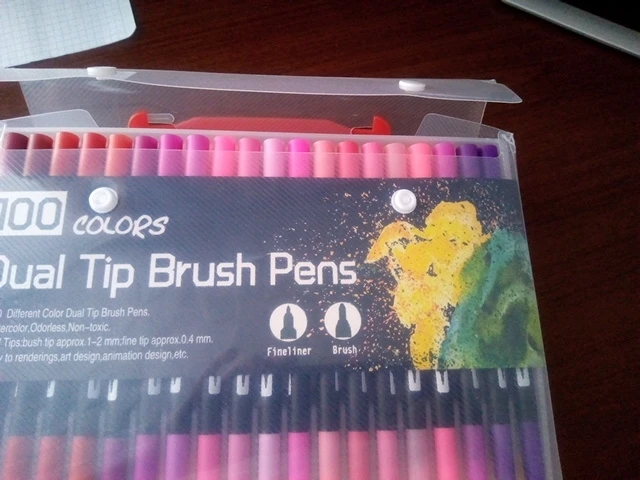 100 COLORS
Dual Tip Brush Pens
Different Color Dual Tip Brush Pens.
Odorless,Non-toxic.
Tips:bush tip approx.1-2 mm;fine tip approx.0.4 mm.
to renderings,art design,animation design,etc.
Fineliner Brush